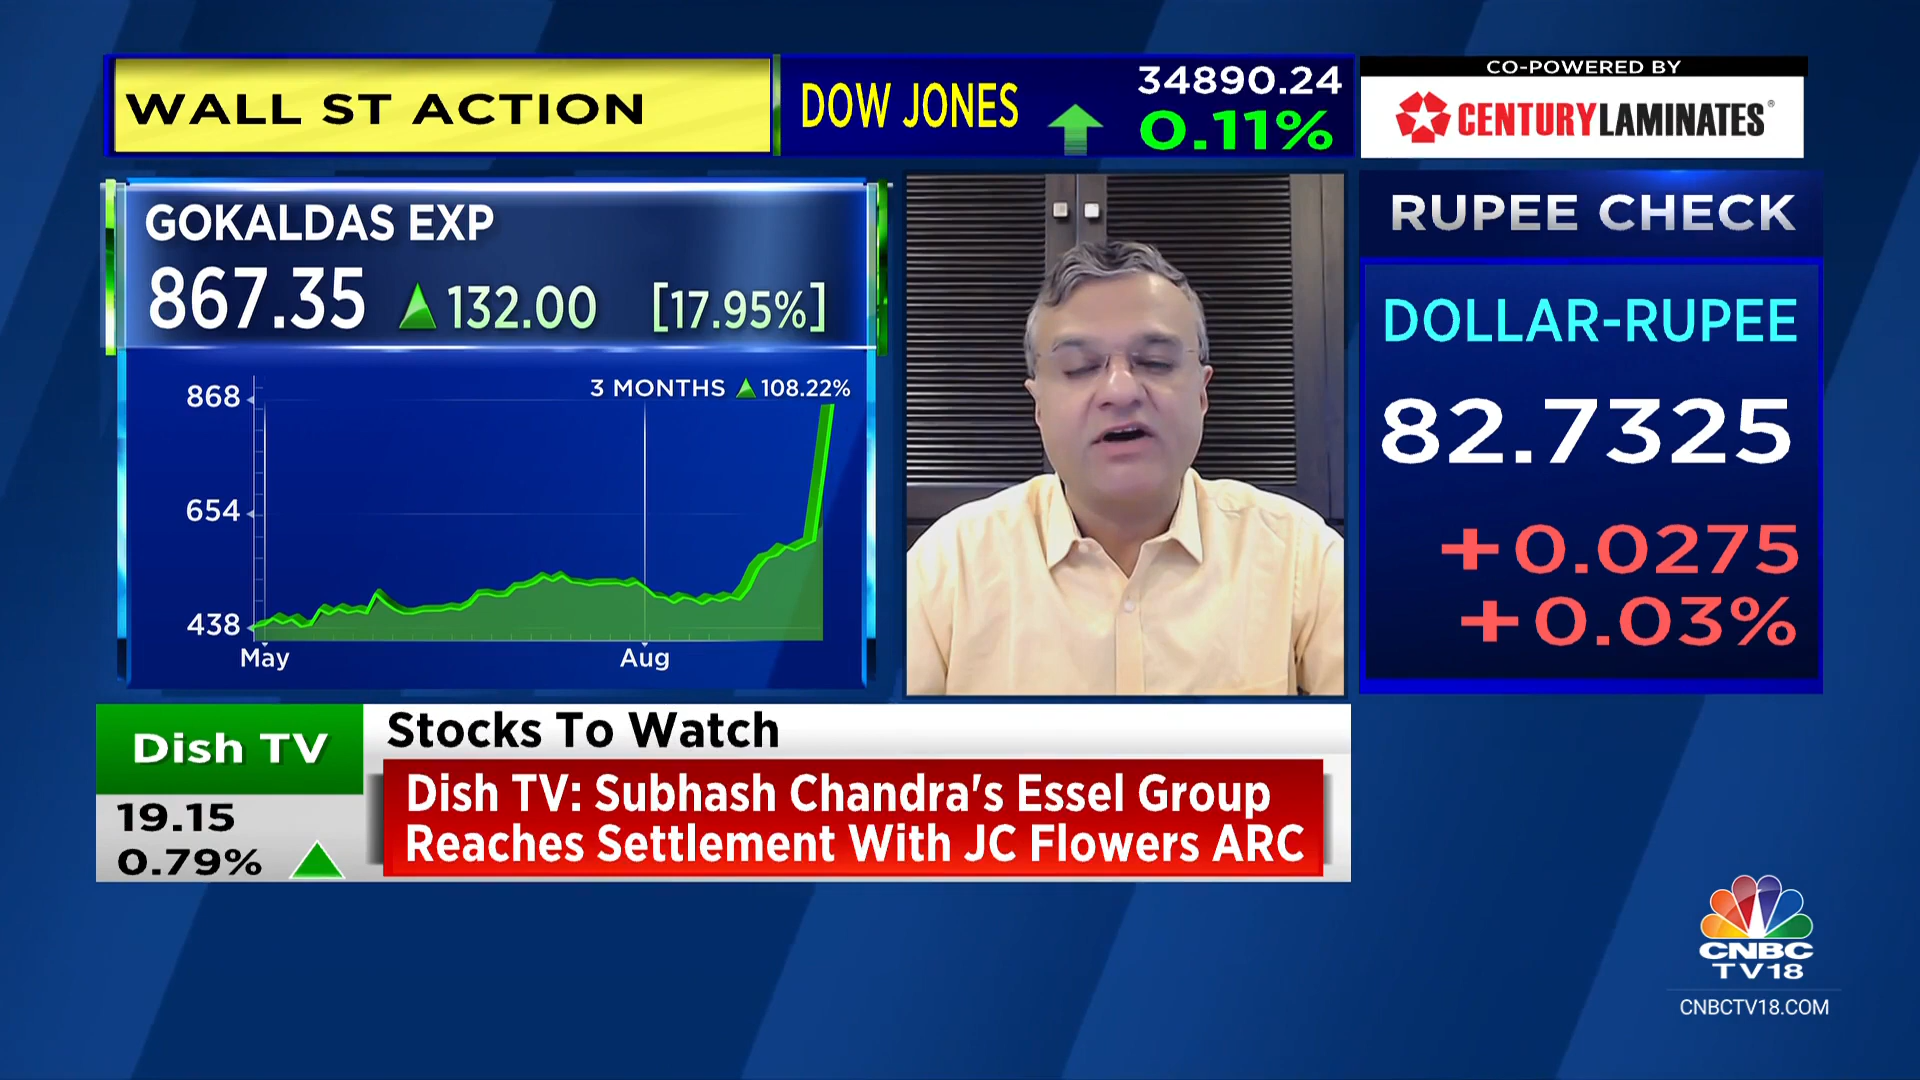 WALL ST ACTION
DOW JONES
34890.24
0.11%
CO-POWERED BY
CENTURYLAMINATES®
GOKALDAS EXP
867.35 132.00 [17.95%]
3 MONTHS 108.22%
868
654
438
May Aug
RUPEE CHECK
DOLLAR-RUPEE
82.7325
+0.0275
+0.03%
Dish TV
19.15
0.79%
Stocks To Watch
Dish TV: Subhash Chandra's Essel Group
Reaches Settlement With JC Flowers ARC
CNBC
TV18
CNBCTV18.COM